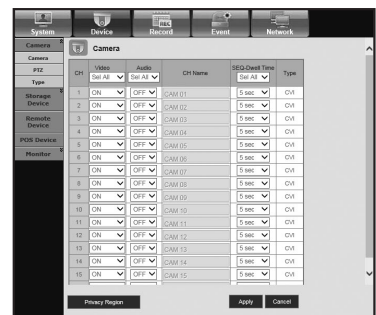 System Device Record Event Network
REC
Camera
Camera
PTZ
Type
Storage Device
Remote Device
POS Device
Monitor
Camera
CH Video Audio CH Name SEQ-Dwell Time Type
Sel All Sel All Sel All
1 ON OFF CAM 01 5 sec CVI
2 ON OFF CAM 02 5 sec CVI
3 ON OFF CAM 03 5 sec CVI
4 ON OFF CAM 04 5 sec CVI
5 ON OFF CAM 05 5 sec CVI
6 ON OFF CAM 06 5 sec CVI
7 ON OFF CAM 07 5 sec CVI
8 ON OFF CAM 08 5 sec CVI
9 ON OFF CAM 09 5 sec CVI
10 ON OFF CAM 10 5 sec CVI
11 ON OFF CAM 11 5 sec CVI
12 ON OFF CAM 12 5 sec CVI
13 ON OFF CAM 13 5 sec CVI
14 ON OFF CAM 14 5 sec CVI
15 ON OFF CAM 15 5 sec CVI
Privacy Region Apply Cancel